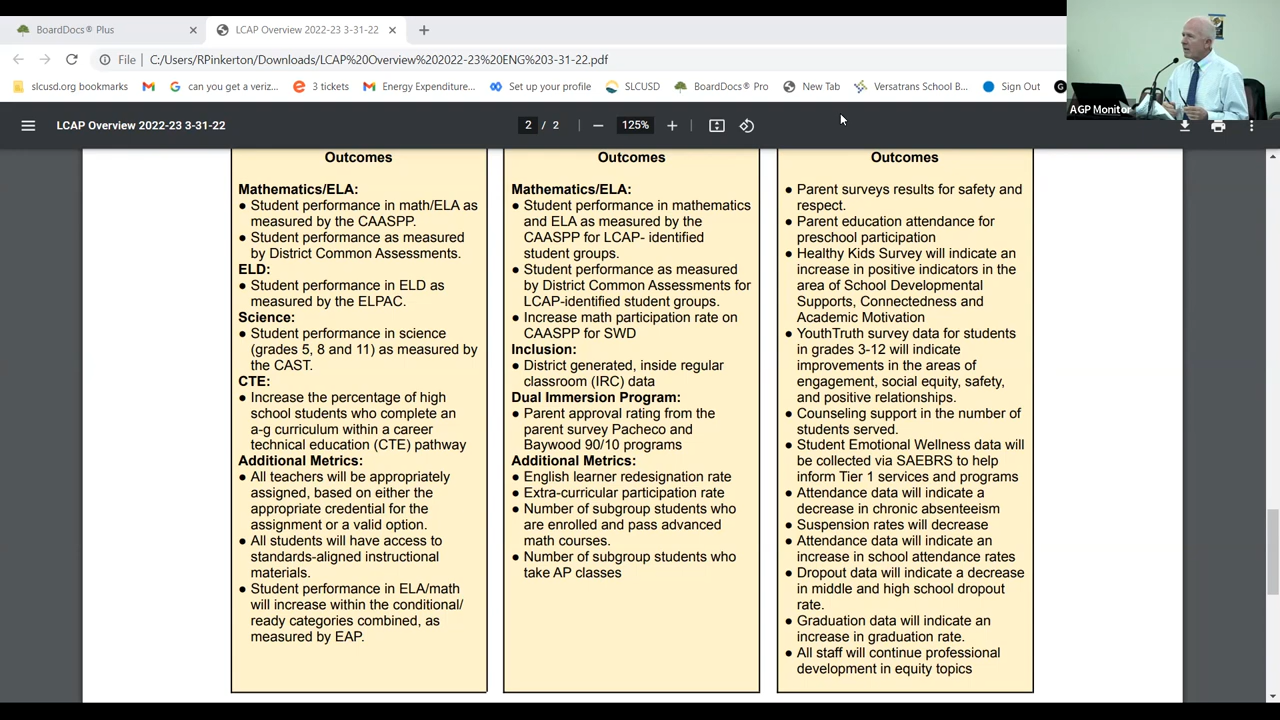 BoardDocs® Plus
LCAP Overview 2022-23 3-31-22
File
C:/Users/RPinkerton/Downloads/LCAP%20Overview%202022-23%20ENG%203-31-22.pdf
slcusd.org bookmarks
can you get a veriz...
3 tickets
Energy Expenditure...
Set up your profile
SLCUSD
BoardDocs® Pro
New Tab
Versatrans School B...
Sign Out
G
AGP Monitor
LCAP Overview 2022-23 3-31-22
2 / 2
125%
Outcomes
Mathematics/ELA:
● Student performance in math/ELA as
measured by the CAASPP.
● Student performance as measured
by District Common Assessments.
ELD:
● Student performance in ELD as
measured by the ELPAC.
Science:
● Student performance in science
(grades 5, 8 and 11) as measured by
the CAST.
CTE:
● Increase the percentage of high
school students who complete an
a-g curriculum within a career
technical education (CTE) pathway
Additional Metrics:
● All teachers will be appropriately
assigned, based on either the
appropriate credential for the
assignment or a valid option.
● All students will have access to
standards-aligned instructional
materials.
● Student performance in ELA/math
will increase within the conditional/
ready categories combined, as
measured by EAP.
Outcomes
Mathematics/ELA:
● Student performance in mathematics
and ELA as measured by the
CAASPP for LCAP- identified
student groups.
● Student performance as measured
by District Common Assessments for
LCAP-identified student groups.
● Increase math participation rate on
CAASPP for SWD
Inclusion:
● District generated, inside regular
classroom (IRC) data
Dual Immersion Program:
● Parent approval rating from the
parent survey Pacheco and
Baywood 90/10 programs
Additional Metrics:
● English learner redesignation rate
● Extra-curricular participation rate
● Number of subgroup students who
are enrolled and pass advanced
math courses.
● Number of subgroup students who
take AP classes
Outcomes
● Parent surveys results for safety and
respect.
● Parent education attendance for
preschool participation
● Healthy Kids Survey will indicate an
increase in positive indicators in the
area of School Developmental
Supports, Connectedness and
Academic Motivation
● YouthTruth survey data for students
in grades 3-12 will indicate
improvements in the areas of
engagement, social equity, safety,
and positive relationships.
● Counseling support in the number of
students served.
● Student Emotional Wellness data will
be collected via SAEBRS to help
inform Tier 1 services and programs
● Attendance data will indicate a
decrease in chronic absenteeism
● Suspension rates will decrease
● Attendance data will indicate an
increase in school attendance rates
● Dropout data will indicate a decrease
in middle and high school dropout
rate.
● Graduation data will indicate an
increase in graduation rate.
● All staff will continue professional
development in equity topics